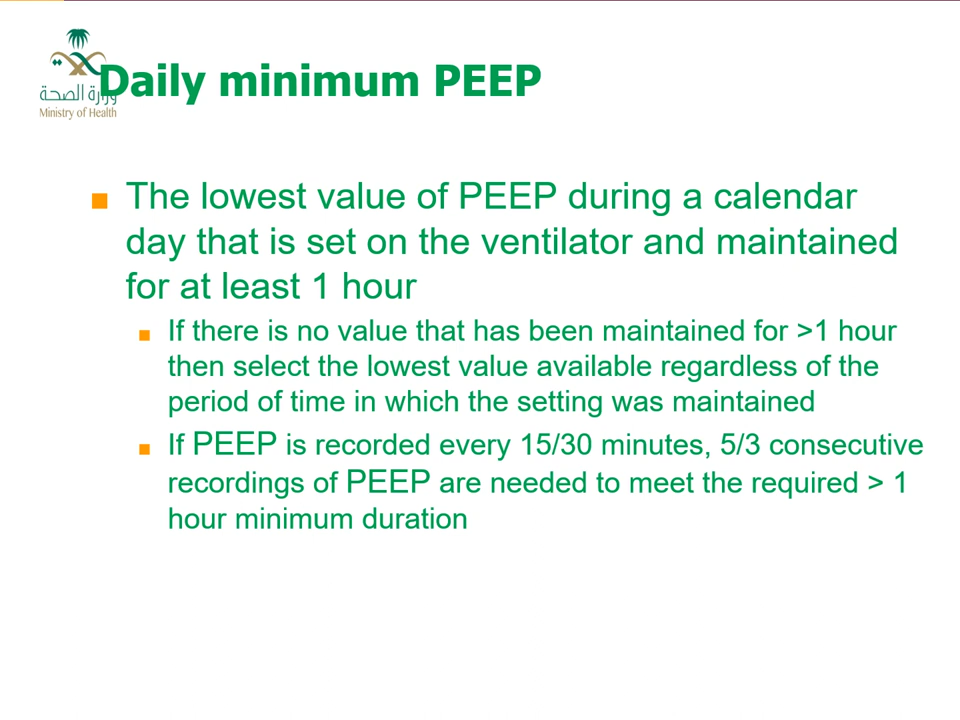 Daily minimum PEEP
وزارة الصحة
Ministry of Health
The lowest value of PEEP during a calendar
day that is set on the ventilator and maintained
for at least 1 hour
If there is no value that has been maintained for >1 hour
then select the lowest value available regardless of the
period of time in which the setting was maintained
If PEEP is recorded every 15/30 minutes, 5/3 consecutive
recordings of PEEP are needed to meet the required > 1
hour minimum duration